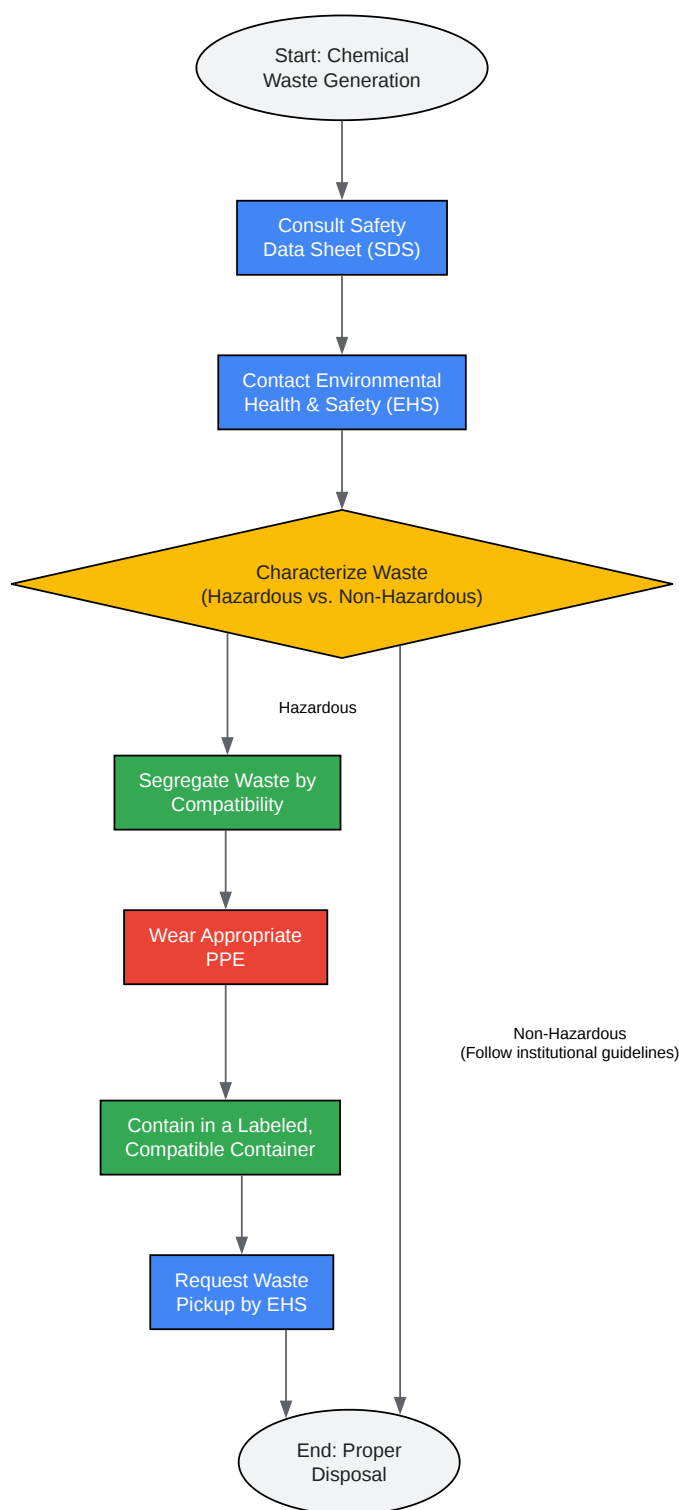 Start: Chemical
Waste Generation
Consult Safety
Data Sheet (SDS)
Contact Environmental
Health & Safety (EHS)
Characterize Waste
(Hazardous vs. Non-Hazardous)
Hazardous
Segregate Waste by
Compatibility
Wear Appropriate
PPE
Non-Hazardous
(Follow institutional guidelines)
Contain in a Labeled,
Compatible Container
Request Waste
Pickup by EHS
End: Proper
Disposal